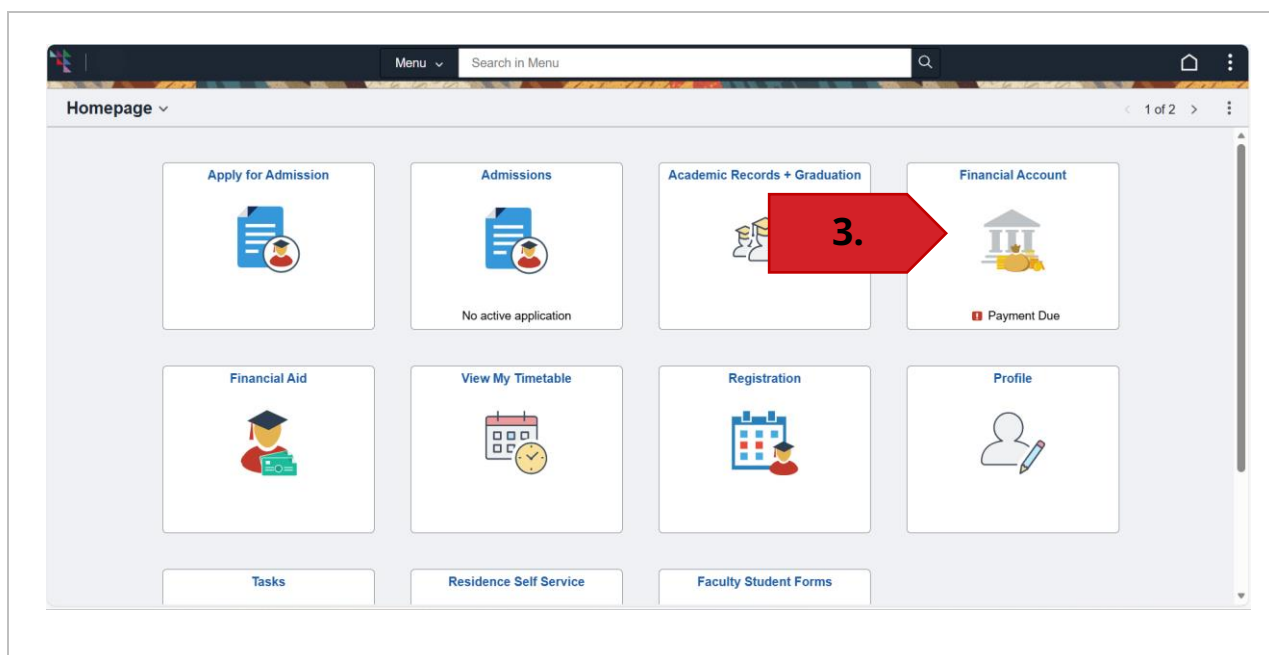 Menu
Search in Menu
Homepage
1 of 2
Apply for Admission
Admissions
No active application
Academic Records + Graduation
3.
Financial Account
Payment Due
Financial Aid
View My Timetable
Registration
Profile
Tasks
Residence Self Service
Faculty Student Forms